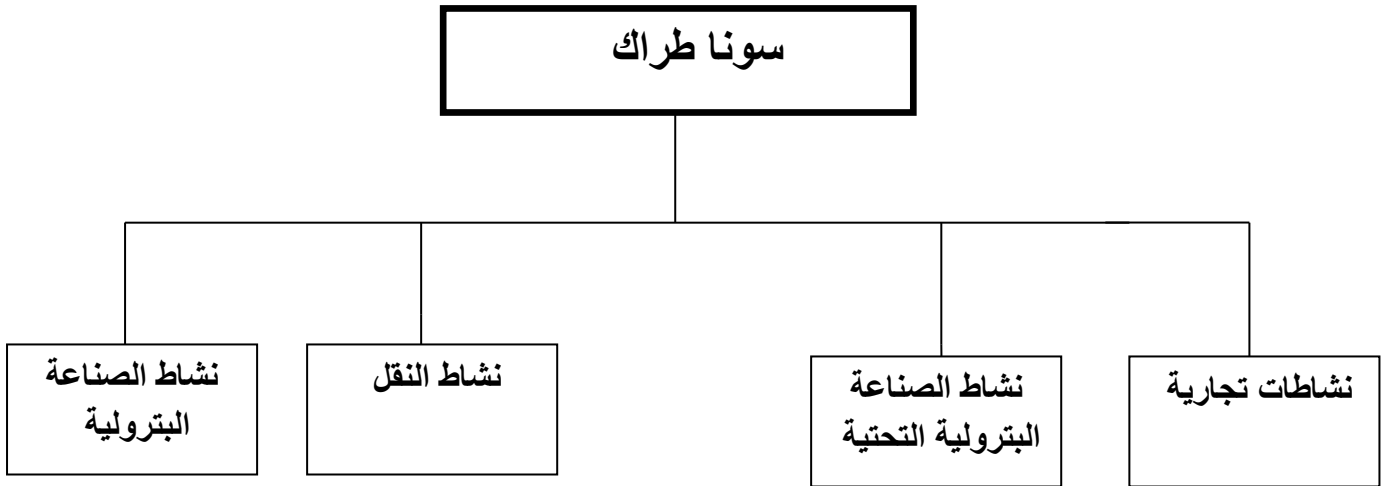 سونا طراك
نشاطات تجارية
نشاط الصناعة
البترولية التحتية
نشاط النقل
نشاط الصناعة
البترولية